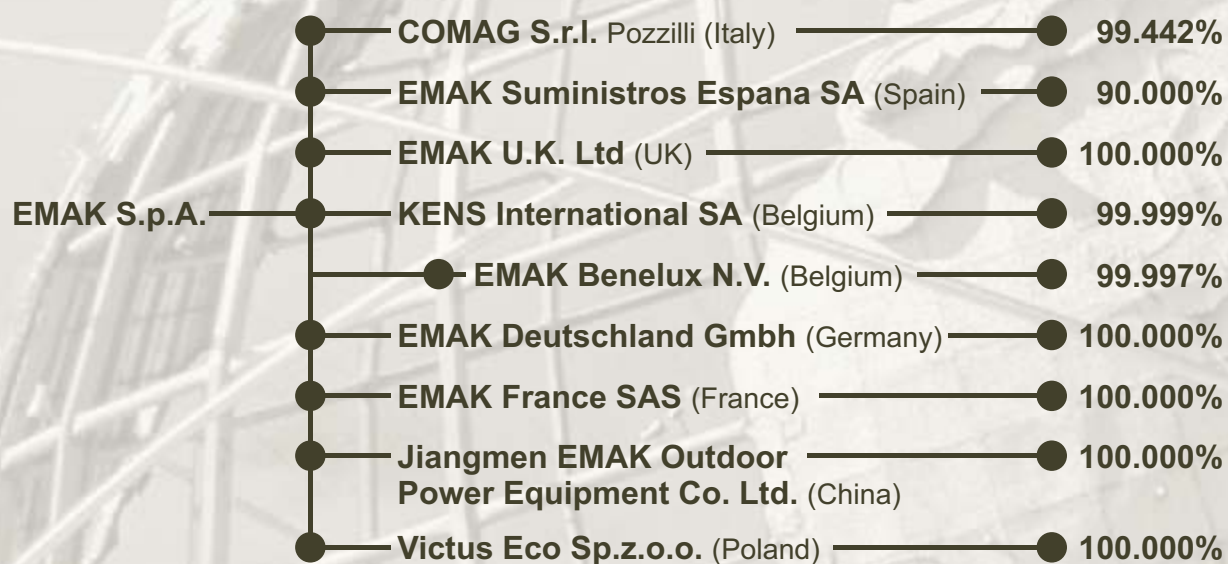 COMAG S.r.l. Pozzilli (Italy) 99.442%
EMAK Suministros Espana SA (Spain) 90.000%
EMAK U.K. Ltd (UK) 100.000%
EMAK S.p.A. KENS International SA (Belgium) 99.999%
EMAK Benelux N.V. (Belgium) 99.997%
EMAK Deutschland Gmbh (Germany) 100.000%
EMAK France SAS (France) 100.000%
Jiangmen EMAK Outdoor 100.000%
Power Equipment Co. Ltd. (China)
Victus Eco Sp.z.o.o. (Poland) 100.000%